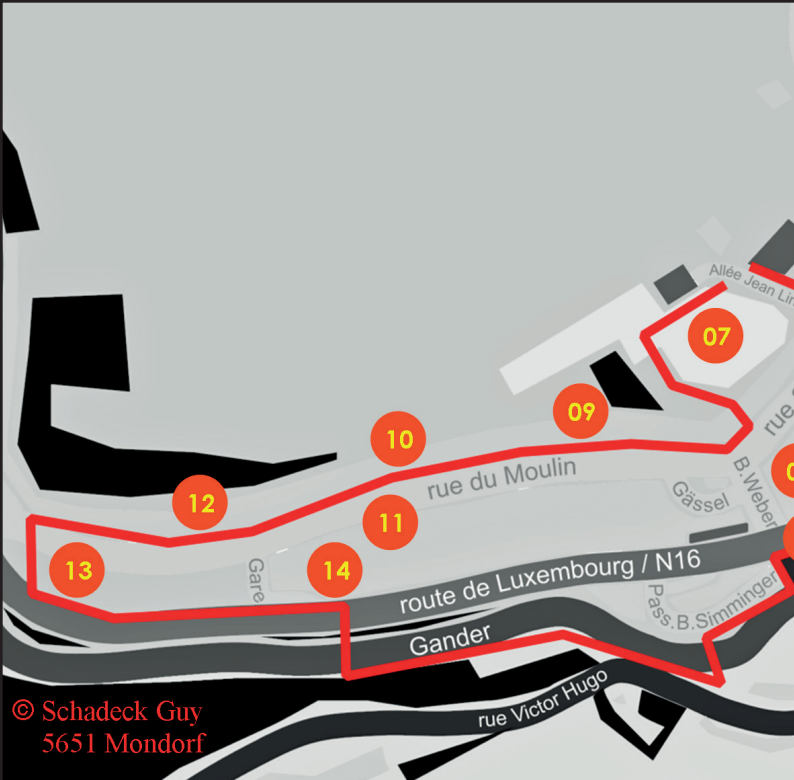 Allée Jean Lin
07
09
10
rue du Moulin
rue
B.Weber
Gässel
12
11
13
14
Gare
route de Luxembourg / N16
Pass.B.Simminger
Gander
rue Victor Hugo
© Schadeck Guy
5651 Mondorf